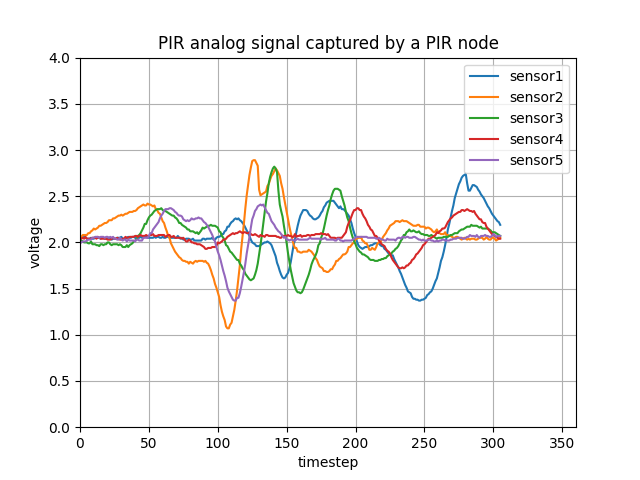 PIR analog signal captured by a PIR node
sensor1
sensor2
sensor3
sensor4
sensor5
voltage
4.0
3.5
3.0
2.5
2.0
1.5
1.0
0.5
0.0
0 50 100 150 200 250 300 350
timestep